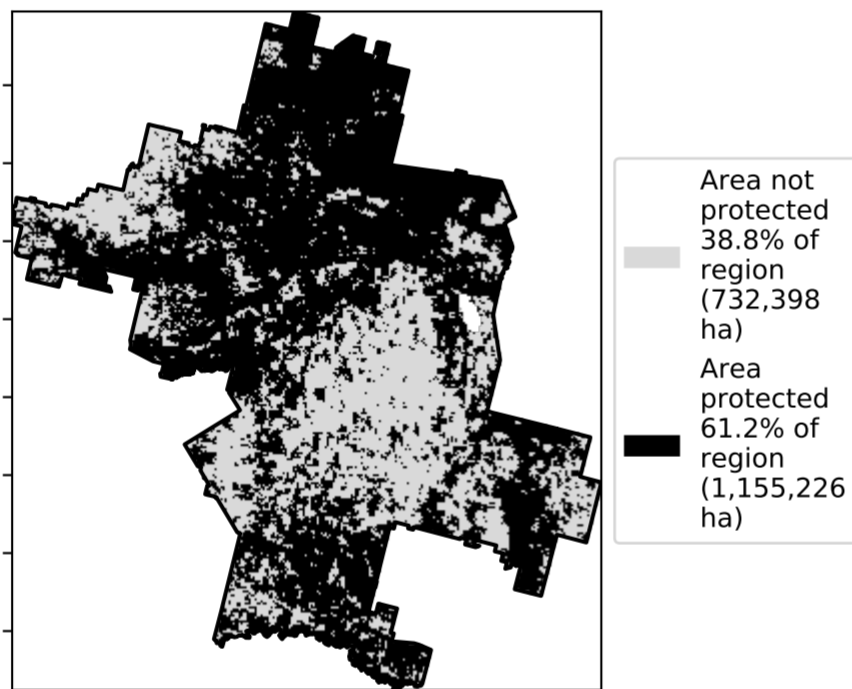 Area not
protected
38.8% of
region
(732,398
ha)
Area
protected
61.2% of
region
(1,155,226
ha)